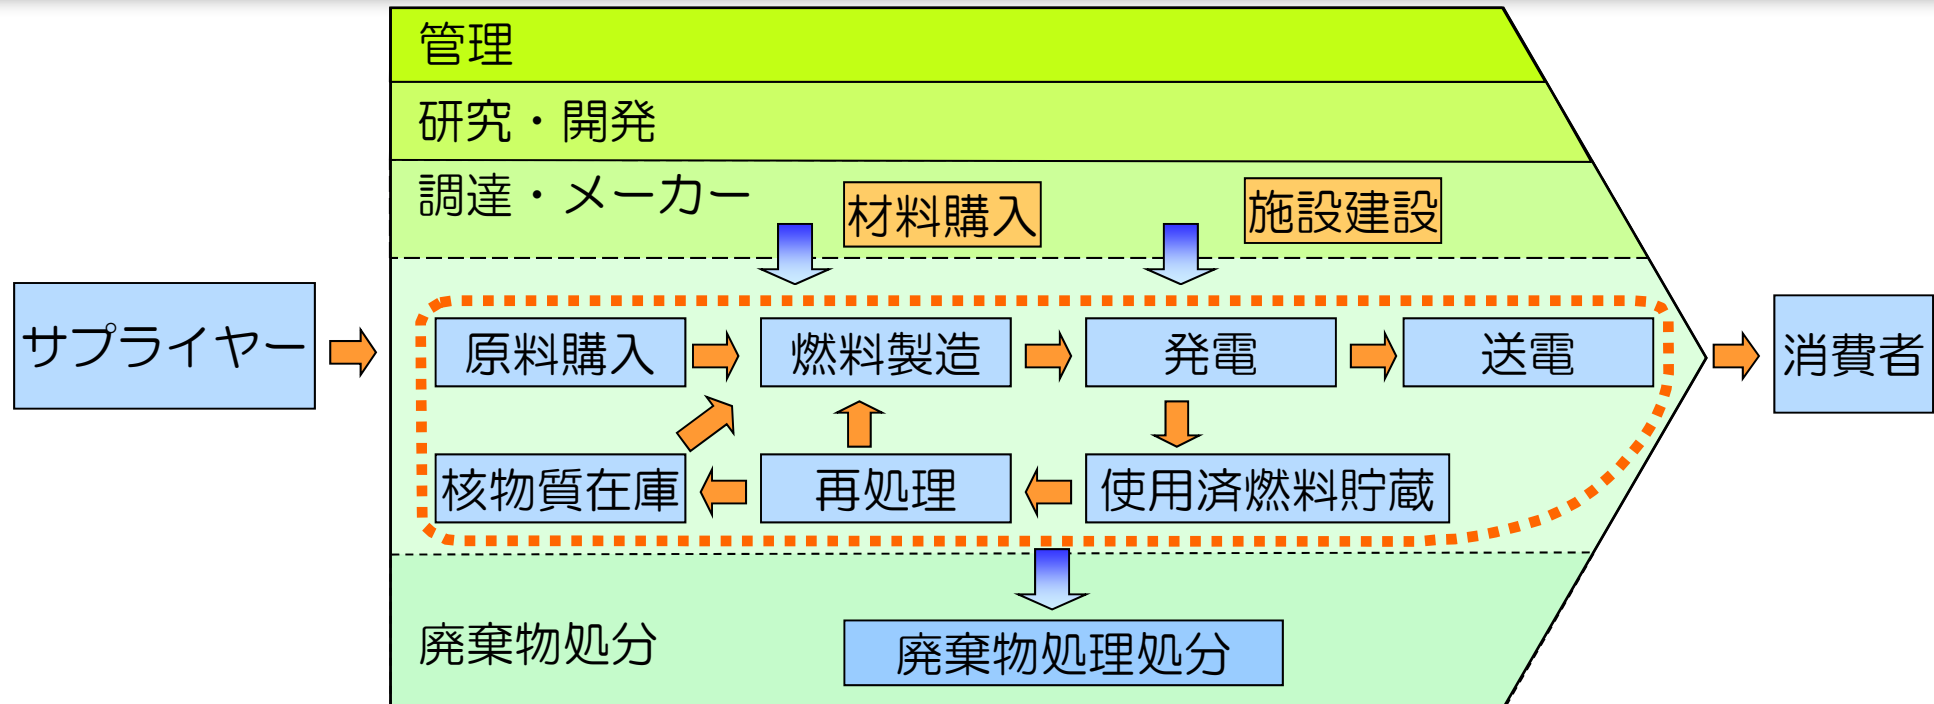 管理
研究・開発
調達・メーカー
材料購入
施設建設
サプライヤー
原料購入
燃料製造
発電
送電
消費者
核物質在庫
再処理
使用済燃料貯蔵
廃棄物処分
廃棄物処理処分